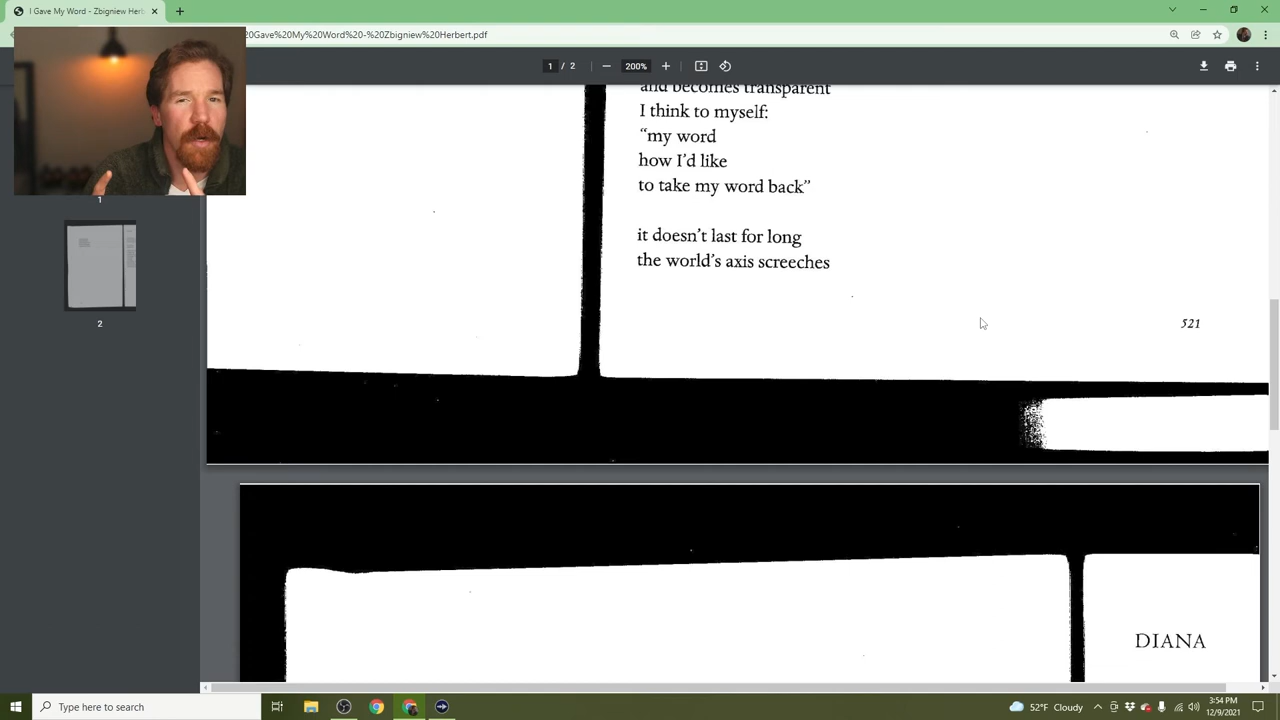 I Gave My Word - Zbigniew Herb
20Gave%20My%20Word%20-%20Zbigniew%20Herbert.pdf
1 / 2
200%
and becomes transparent
I think to myself:
“my word
how I’d like
to take my word back”
it doesn’t last for long
the world’s axis screeches
521
1
2
DIANA
Type here to search
52°F Cloudy
3:54 PM
12/9/2021